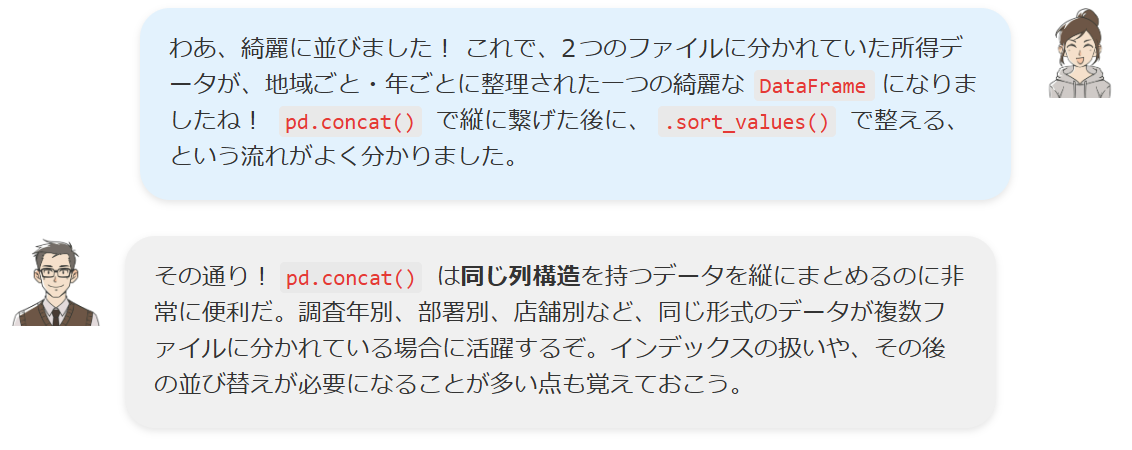 わあ、綺麗に並びました！ これで、２つのファイルに分かれていた所得デ
ータが、地域ごと・年ごとに整理された一つの綺麗な DataFrame になりま
したね！ pd.concat() で縦に繋げた後に、 .sort_values() で整える、
という流れがよく分かりました。
その通り！ pd.concat() は同じ列構造を持つデータを縦にまとめるのに非
常に便利だ。調査年別、部署別、店舗別など、同じ形式のデータが複数フ
ァイルに分かれている場合に活躍するぞ。インデックスの扱いや、その後
の並び替えが必要になることが多い点も覚えておこう。